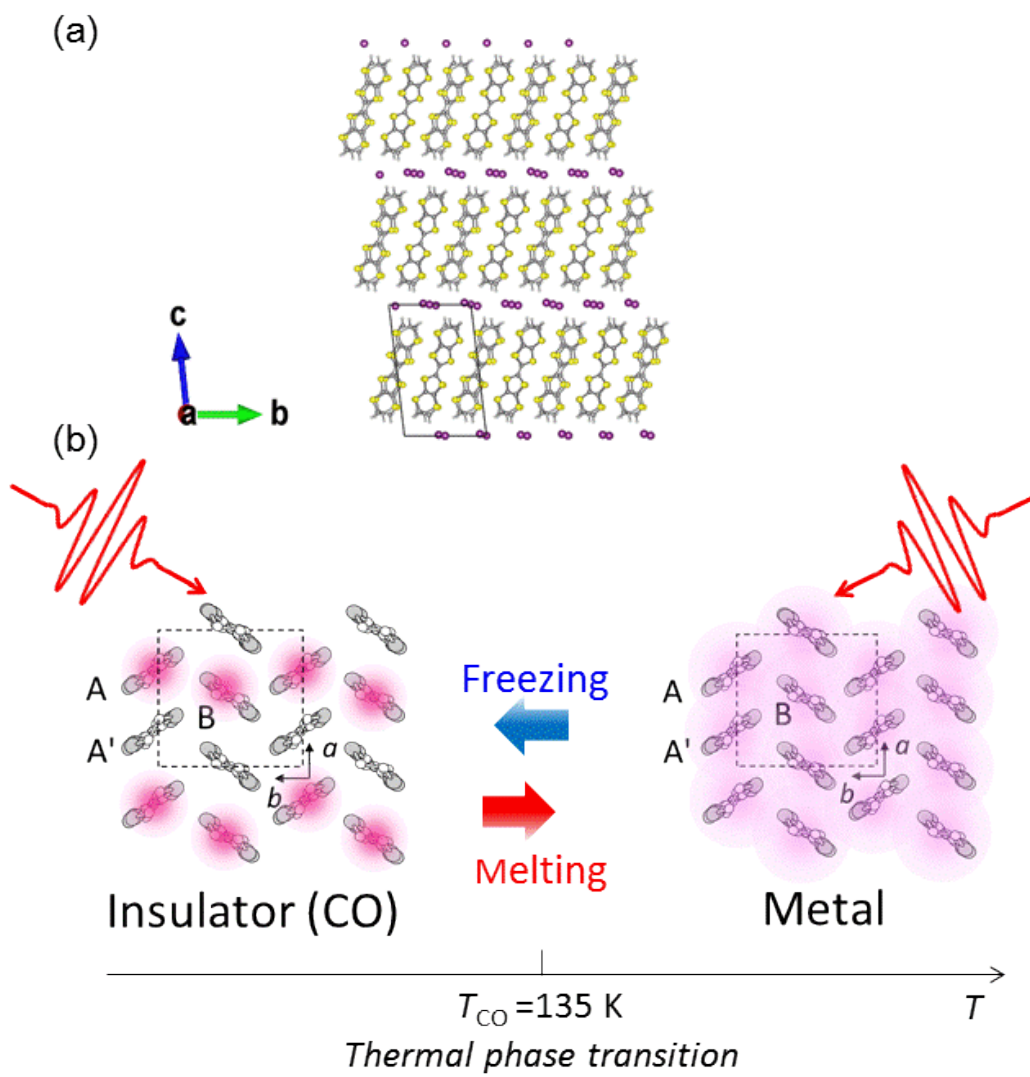 (a)
c
a
b
(b)
A
B
A'
a
b
Freezing
Melting
A
B
A'
a
b
Insulator (CO)
Metal
TCO =135 K
T
Thermal phase transition